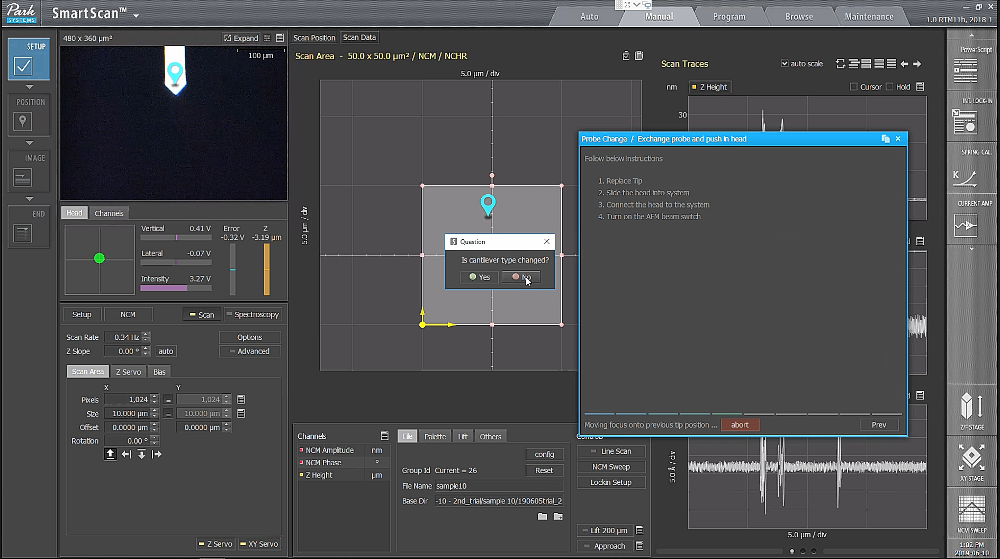 Park
SYSTEMS
SmartScan™
Auto
Manual
Program
Browse
Maintenance
1.0 RTM11h, 2018-1
SETUP
POSITION
IMAGE
END
480 x 360 µm²
Expand
100 µm
Head
Channels
Vertical 0.41 V
Lateral -0.07 V
Intensity 3.27 V
Error
-0.32 V
Z
-3.19 µm
Setup
NCM
Scan
Spectroscopy
Scan Rate 0.34 Hz
Options
Z Slope 0.00 °
auto
Advanced
Scan Area
Z Servo
Bias
X
Y
Pixels 1,024 = 1,024
Size 10.000 µm = 10.000 µm
Offset 0.0000 µm 0.0000 µm
Rotation 0.00 °
Z Servo
XY Servo
Scan Position
Scan Data
Scan Area - 50.0 x 50.0 µm² / NCM / NCHR
5.0 µm / div
5.0 µm / div
Question
Is cantilever type changed?
Yes
No
Channels
NCM Amplitude nm
NCM Phase °
Z Height µm
File
Palette
Lift
Others
config
Group Id Current = 26
Reset
File Name sample10
Base Dir -10 - 2nd_trial/sample 10/190605trial_2
Controls
Line Scan
NCM Sweep
Lockin Setup
Lift 200 µm
Approach
Scan Traces
auto scale
nm
Z Height
Cursor
Hold
30
Probe Change / Exchange probe and push in head
Follow below instructions
1. Replace Tip
2. Slide the head into system
3. Connect the head to the system
4. Turn on the AFM beam switch
Moving focus onto previous tip position ...
abort
Prev
5.0 Å / div
5.0 µm / div
PowerScript
INT. LOCK-IN
SPRING CAL.
K
CURRENT AMP
Z/F STAGE
XY STAGE
NCM SWEEP
1:02 PM
2019-06-10